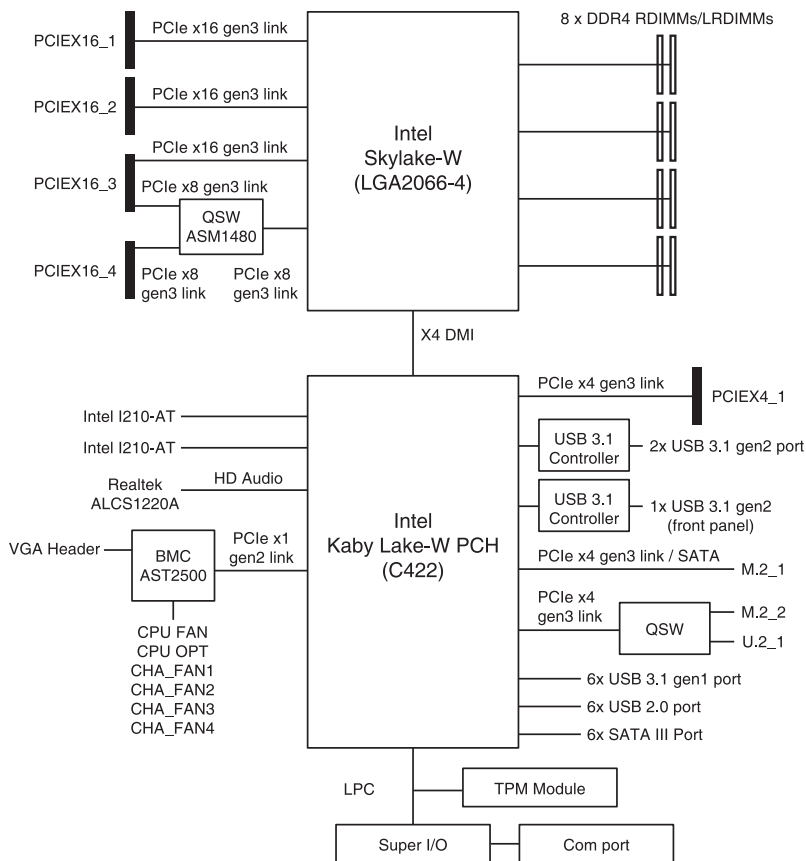 8 x DDR4 RDIMMs/LRDIMMs
PCIEX16_1
PCIe x16 gen3 link
PCIEX16_2
PCIe x16 gen3 link
PCIe x16 gen3 link
PCIEX16_3
PCIe x8 gen3 link
QSW
ASM1480
PCIEX16_4
PCIe x8
gen3 link
PCIe x8
gen3 link
Intel
Skylake-W
(LGA2066-4)
X4 DMI
Intel I210-AT
Intel I210-AT
Realtek
ALCS1220A
HD Audio
VGA Header
BMC
AST2500
PCIe x1
gen2 link
CPU FAN
CPU OPT
CHA_FAN1
CHA_FAN2
CHA_FAN3
CHA_FAN4
Intel
Kaby Lake-W PCH
(C422)
PCIe x4 gen3 link
PCIEX4_1
USB 3.1
Controller
2x USB 3.1 gen2 port
USB 3.1
Controller
1x USB 3.1 gen2
(front panel)
PCIe x4 gen3 link / SATA
M.2_1
PCIe x4
gen3 link
QSW
M.2_2
U.2_1
6x USB 3.1 gen1 port
6x USB 2.0 port
6x SATA III Port
LPC
TPM Module
Super I/O
Com port